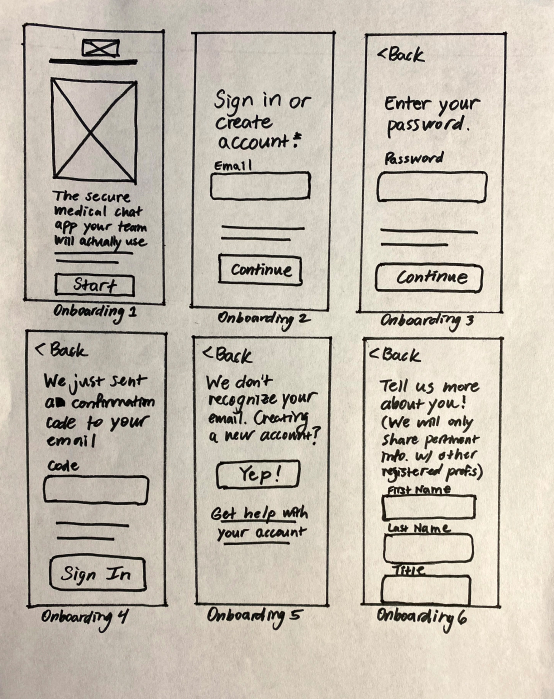 The secure
medical chat
app your team
will actually use
Start
Onboarding 1
Sign in or
create
account:*
Email
Continue
Onboarding 2
<Back
Enter your
password.
Password
Continue
Onboarding 3
<Back
We just sent
a confirmation
code to your
email
Code
Sign In
Onboarding 4
<Back
We don't
recognize your
email. Creating
a new account?
Yep!
Get help with
your account
Onboarding 5
<Back
Tell us more
about you!
(We will only
share pertinent
info. w/ other
registered profis)
First Name
Last Name
Title
Onboarding 6